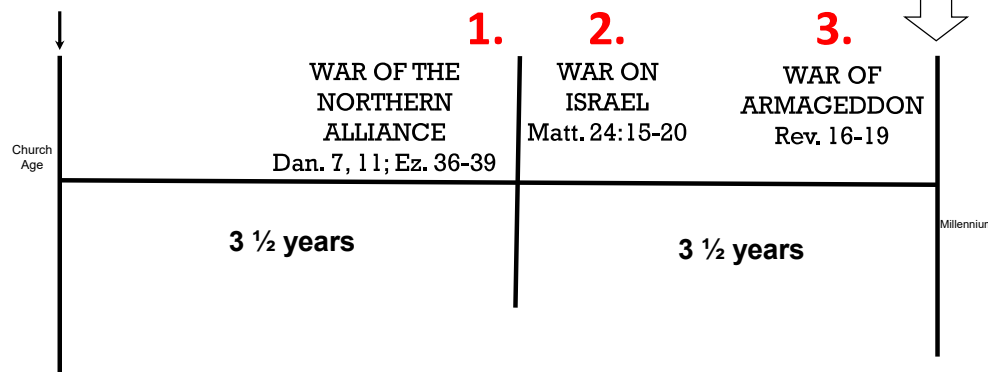 1.
2.
3.
WAR OF THE
NORTHERN
ALLIANCE
Dan. 7, 11; Ez. 36-39
WAR ON
ISRAEL
Matt. 24:15-20
WAR OF
ARMAGEDDON
Rev. 16-19
Church
Age
Millenniun
3 ½ years
3 ½ years